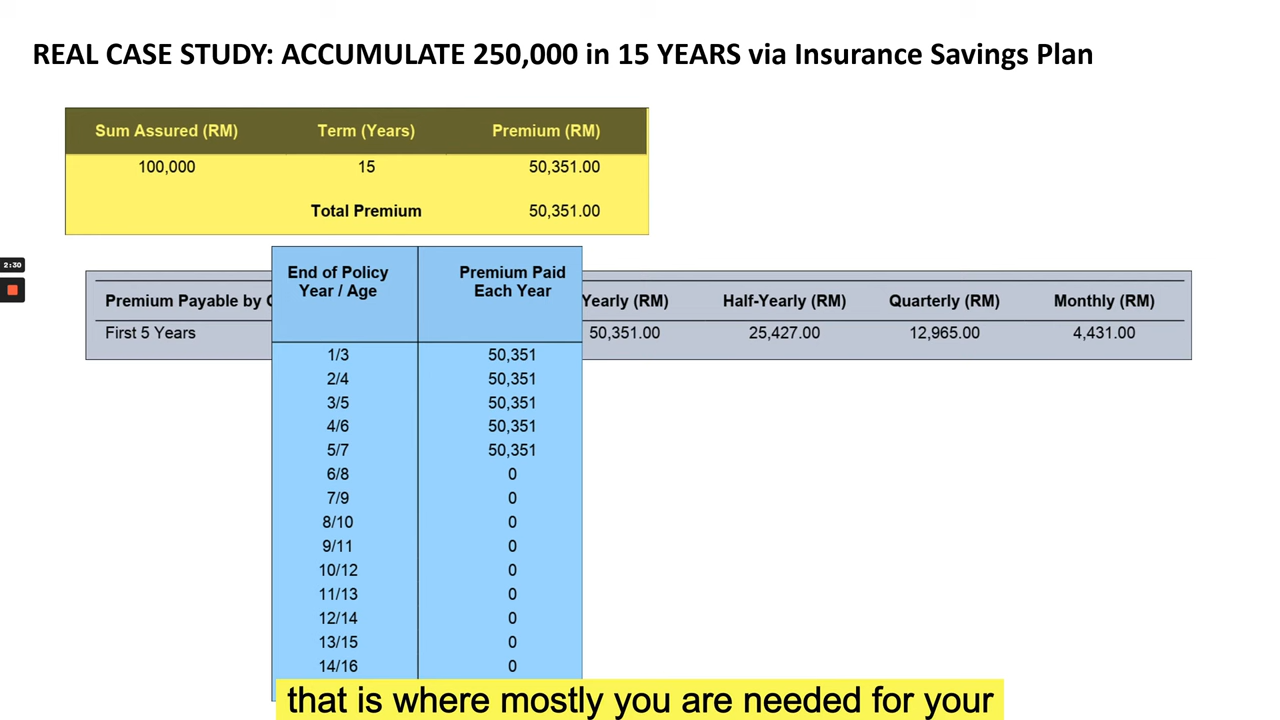 REAL CASE STUDY: ACCUMULATE 250,000 in 15 YEARS via Insurance Savings Plan
Sum Assured (RM) Term (Years) Premium (RM)
100,000 15 50,351.00
Total Premium 50,351.00
2:30
End of Policy Year / Age Premium Paid Each Year
Premium Payable by Yearly (RM) Half-Yearly (RM) Quarterly (RM) Monthly (RM)
First 5 Years 50,351.00 25,427.00 12,965.00 4,431.00
1/3 50,351
2/4 50,351
3/5 50,351
4/6 50,351
5/7 50,351
6/8 0
7/9 0
8/10 0
9/11 0
10/12 0
11/13 0
12/14 0
13/15 0
14/16 0
that is where mostly you are needed for your